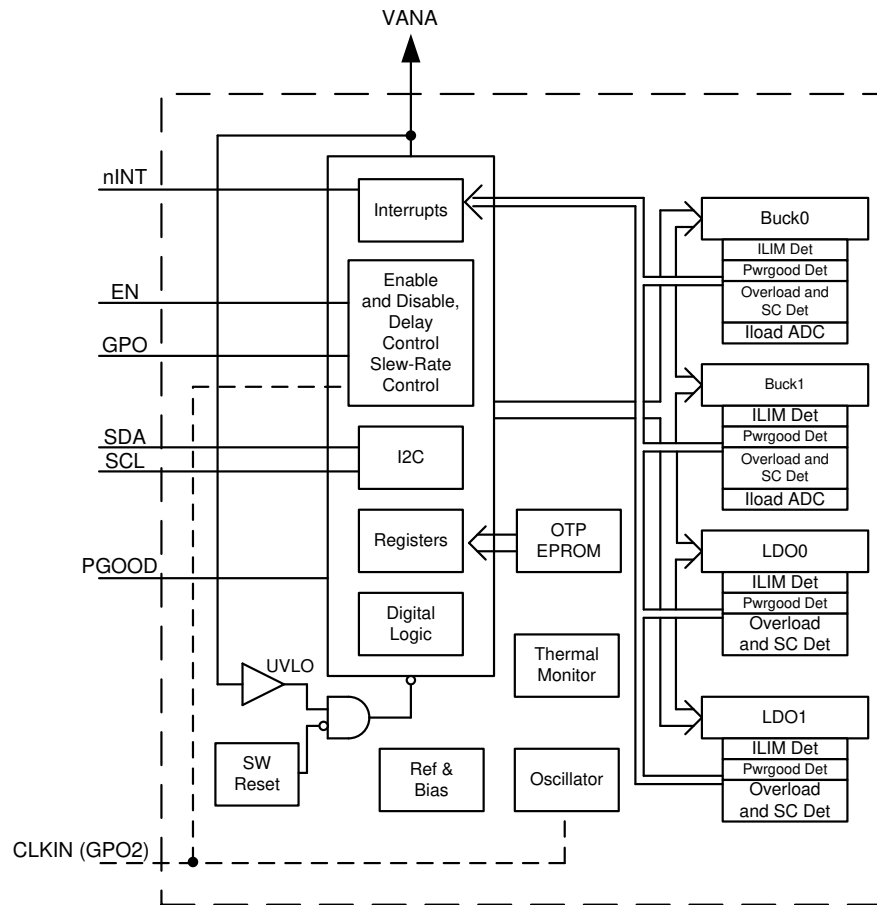 VANA
nINT
Interrupts
EN
GPO
Enable
and Disable,
Delay
Control
Slew-Rate
Control
SDA
SCL
I2C
Registers
OTP
EPROM
PGOOD
Digital
Logic
Thermal
Monitor
UVLO
SW
Reset
Ref &
Bias
Oscillator
CLKIN (GPO2)
Buck0
ILIM Det
Pwrgood Det
Overload and
SC Det
Iload ADC
Buck1
ILIM Det
Pwrgood Det
Overload and
SC Det
Iload ADC
LDO0
ILIM Det
Pwrgood Det
Overload
and SC Det
LDO1
ILIM Det
Pwrgood Det
Overload
and SC Det